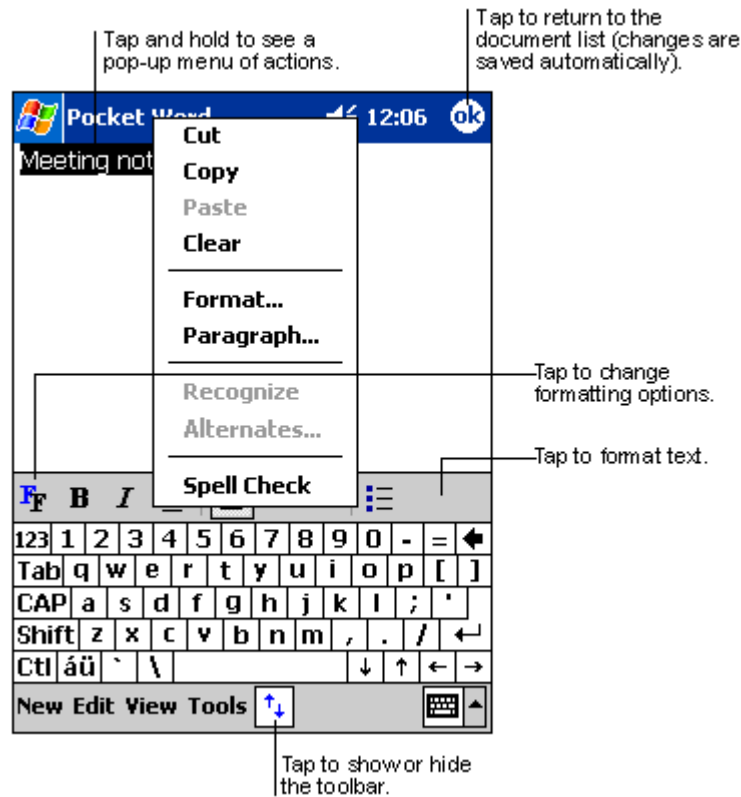 Tap to return to the
document list (changes are
saved automatically).
Tap and hold to see a
pop-up menu of actions.
Pocket Word 12:06 ok
Meeting not
Cut
Copy
Paste
Clear
Format...
Paragraph...
Recognize
Alternates...
Spell Check
Tap to change
formatting options.
Tap to format text.
FF B I
123 1 2 3 4 5 6 7 8 9 0 - = 
Tab q w e r t y u i o p [ ]
CAP a s d f g h j k l ; '
Shift z x c v b n m , . / ↵
Ctl áü ` \ ↓ ↑ ← →
New Edit View Tools
Tap to show or hide
the toolbar.